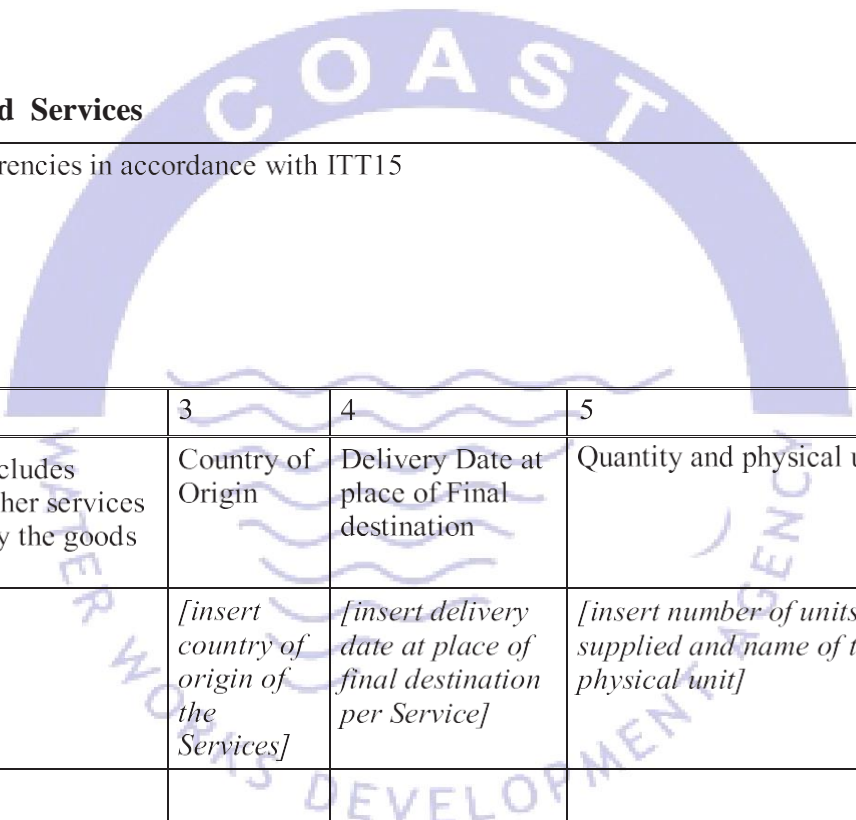 COAST
d Services
rencies in accordance with ITT15
3
4
5
cludes
her services
y the goods
Country of
Origin
Delivery Date at
place of Final
destination
Quantity and physical u
[insert
country of
origin of
the
Services]
[insert delivery
date at place of
final destination
per Service]
[insert number of units
supplied and name of t
physical unit]
WATER WORKS DEVELOPMENT AGENCY